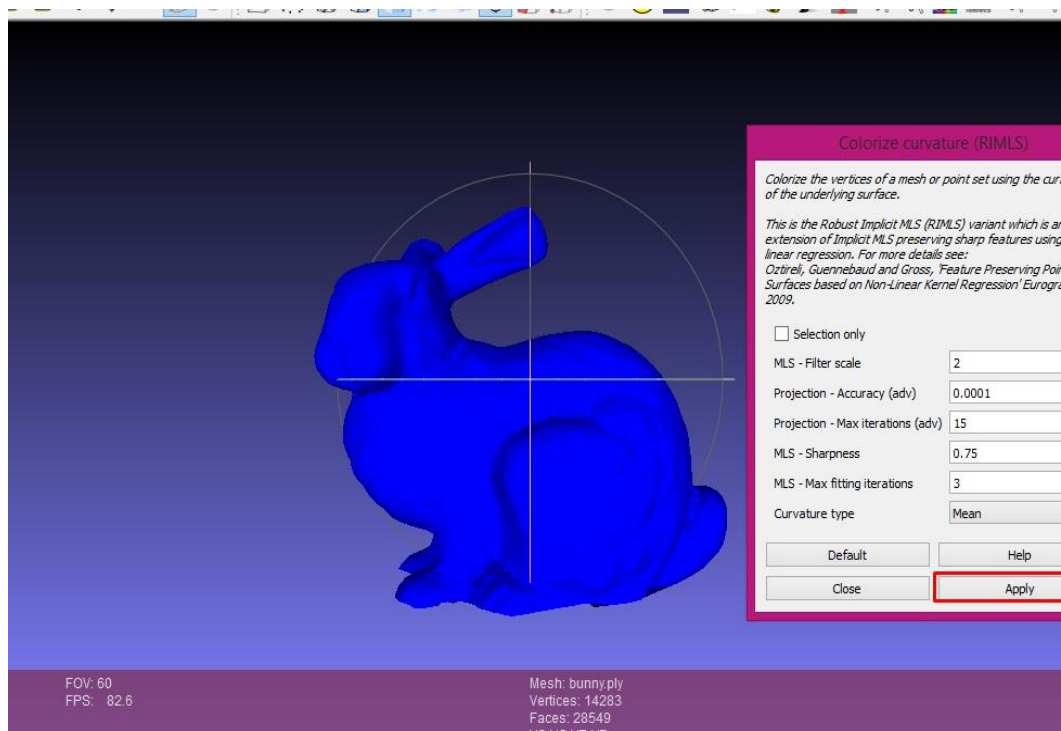 Colorize curvature (RIMLS)
Colorize the vertices of a mesh or point set using the cur
of the underlying surface.
This is the Robust Implicit MLS (RIMLS) variant which is an
extension of Implicit MLS preserving sharp features using
linear regression. For more details see:
Oztireli, Guennebaud and Gross, 'Feature Preserving Poin
Surfaces based on Non-Linear Kernel Regression' Eurogra
2009.
Selection only
MLS - Filter scale 2
Projection - Accuracy (adv) 0.0001
Projection - Max iterations (adv) 15
MLS - Sharpness 0.75
MLS - Max fitting iterations 3
Curvature type Mean
Default Help
Close Apply
FOV: 60
FPS: 82.6
Mesh: bunny.ply
Vertices: 14283
Faces: 28549